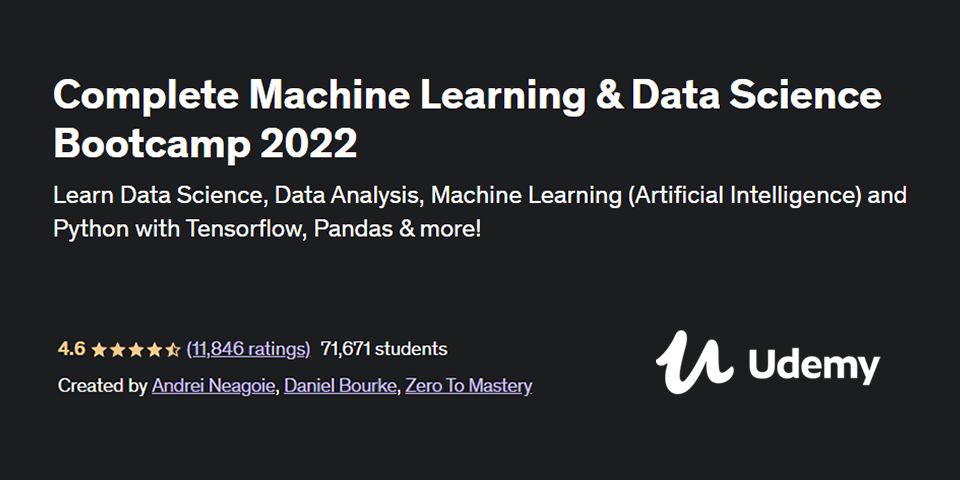 Complete Machine Learning & Data Science
Bootcamp 2022
Learn Data Science, Data Analysis, Machine Learning (Artificial Intelligence) and
Python with Tensorflow, Pandas & more!
4.6 (11,846 ratings) 71,671 students
Created by Andrei Neagoie, Daniel Bourke, Zero To Mastery
Udemy